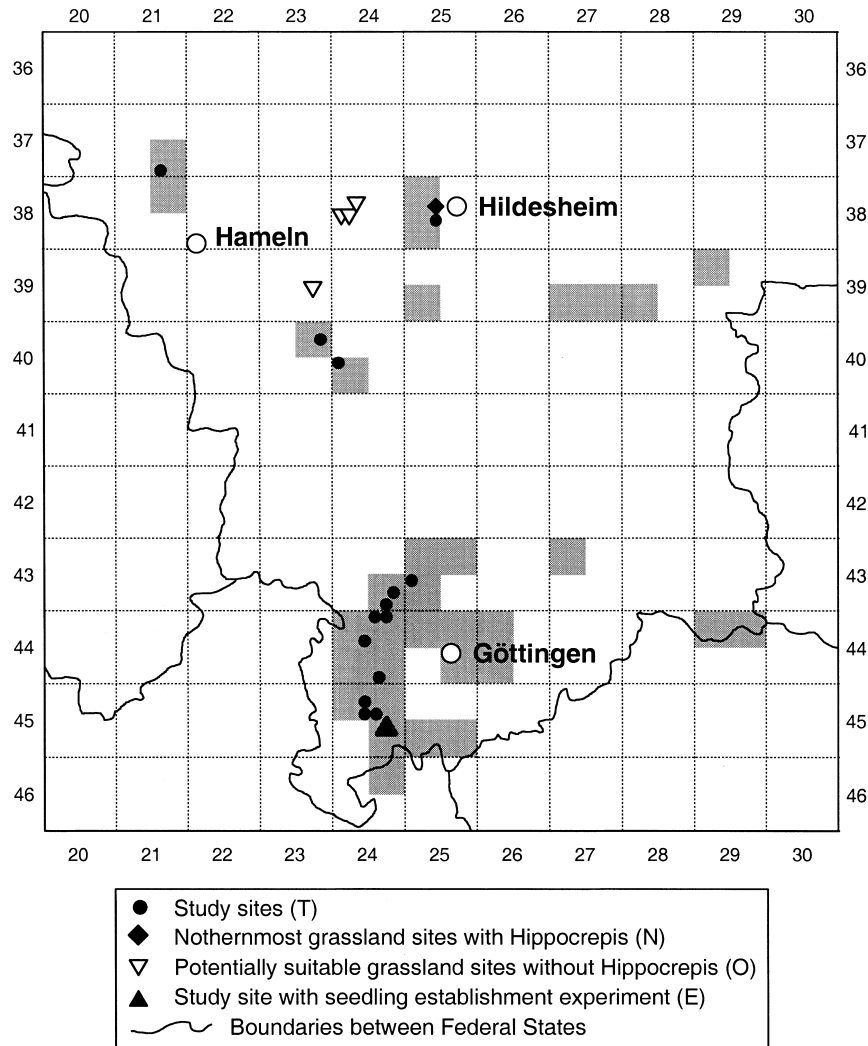 20 21 22 23 24 25 26 27 28 29 30
36 36
37 37
38 Hildesheim 38
Hameln
39 39
40 40
41 41
42 42
43 43
44 Göttingen 44
45 45
46 46
20 21 22 23 24 25 26 27 28 29 30
Study sites (T)
Nothernmost grassland sites with Hippocrepis (N)
Potentially suitable grassland sites without Hippocrepis (O)
Study site with seedling establishment experiment (E)
Boundaries between Federal States